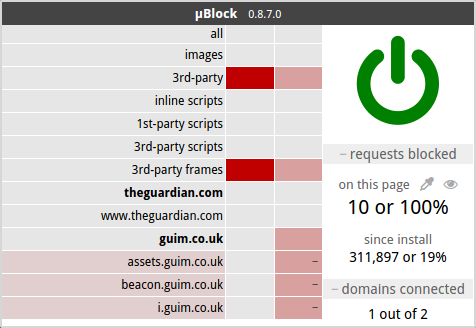 µBlock 0.8.7.0
all
images
3rd-party
inline scripts
1st-party scripts
3rd-party scripts
3rd-party frames
theguardian.com
www.theguardian.com
guim.co.uk
assets.guim.co.uk –
beacon.guim.co.uk –
i.guim.co.uk –
– requests blocked
on this page
10 or 100%
since install
311,897 or 19%
– domains connected
1 out of 2